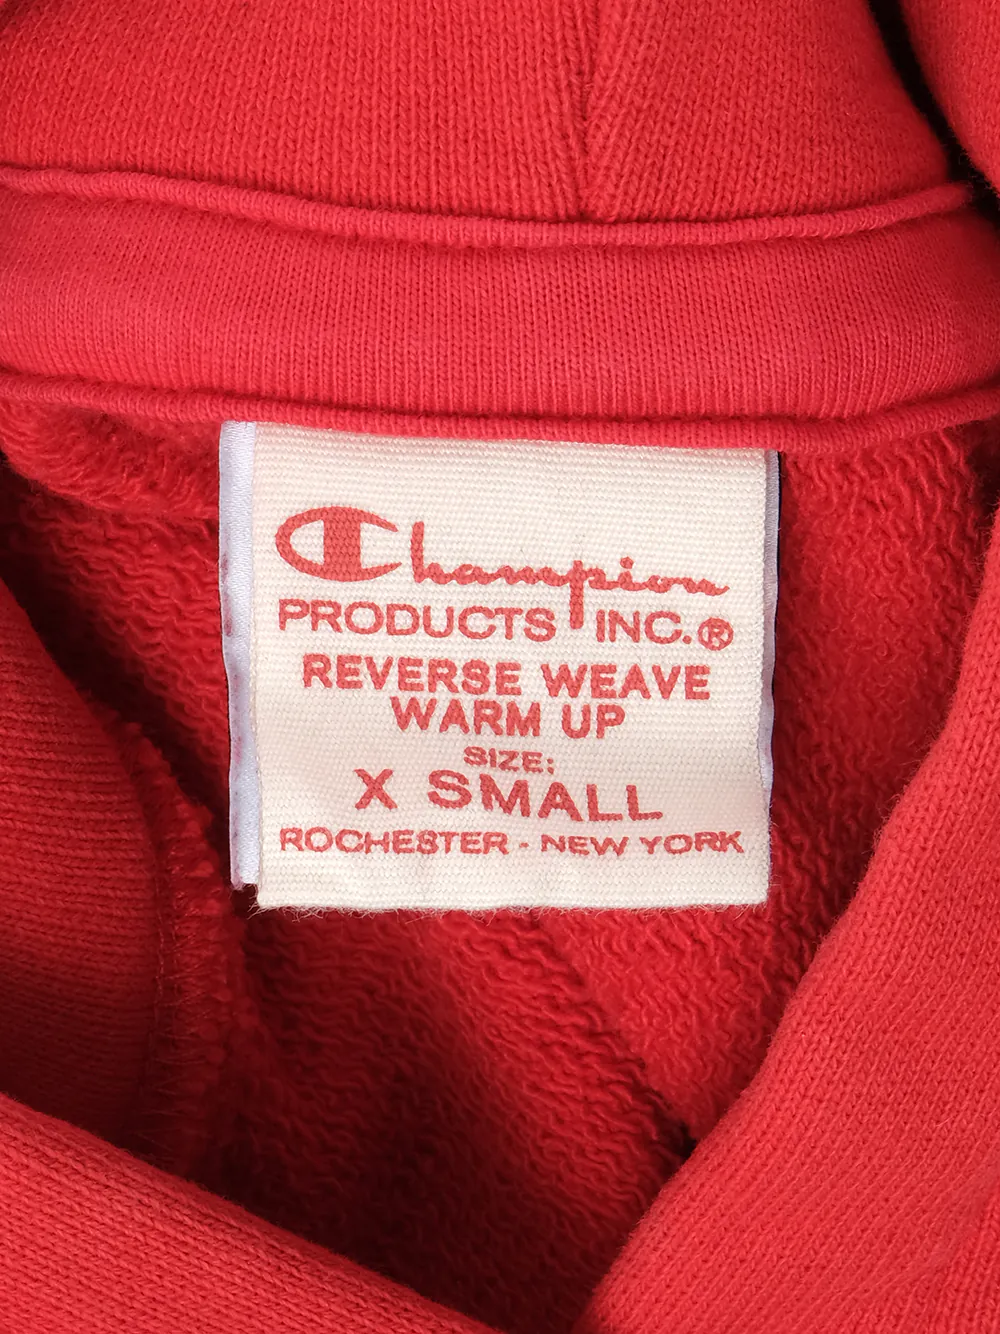 Champion
PRODUCTS INC.®
REVERSE WEAVE
WARM UP
SIZE:
X SMALL
ROCHESTER - NEW YORK